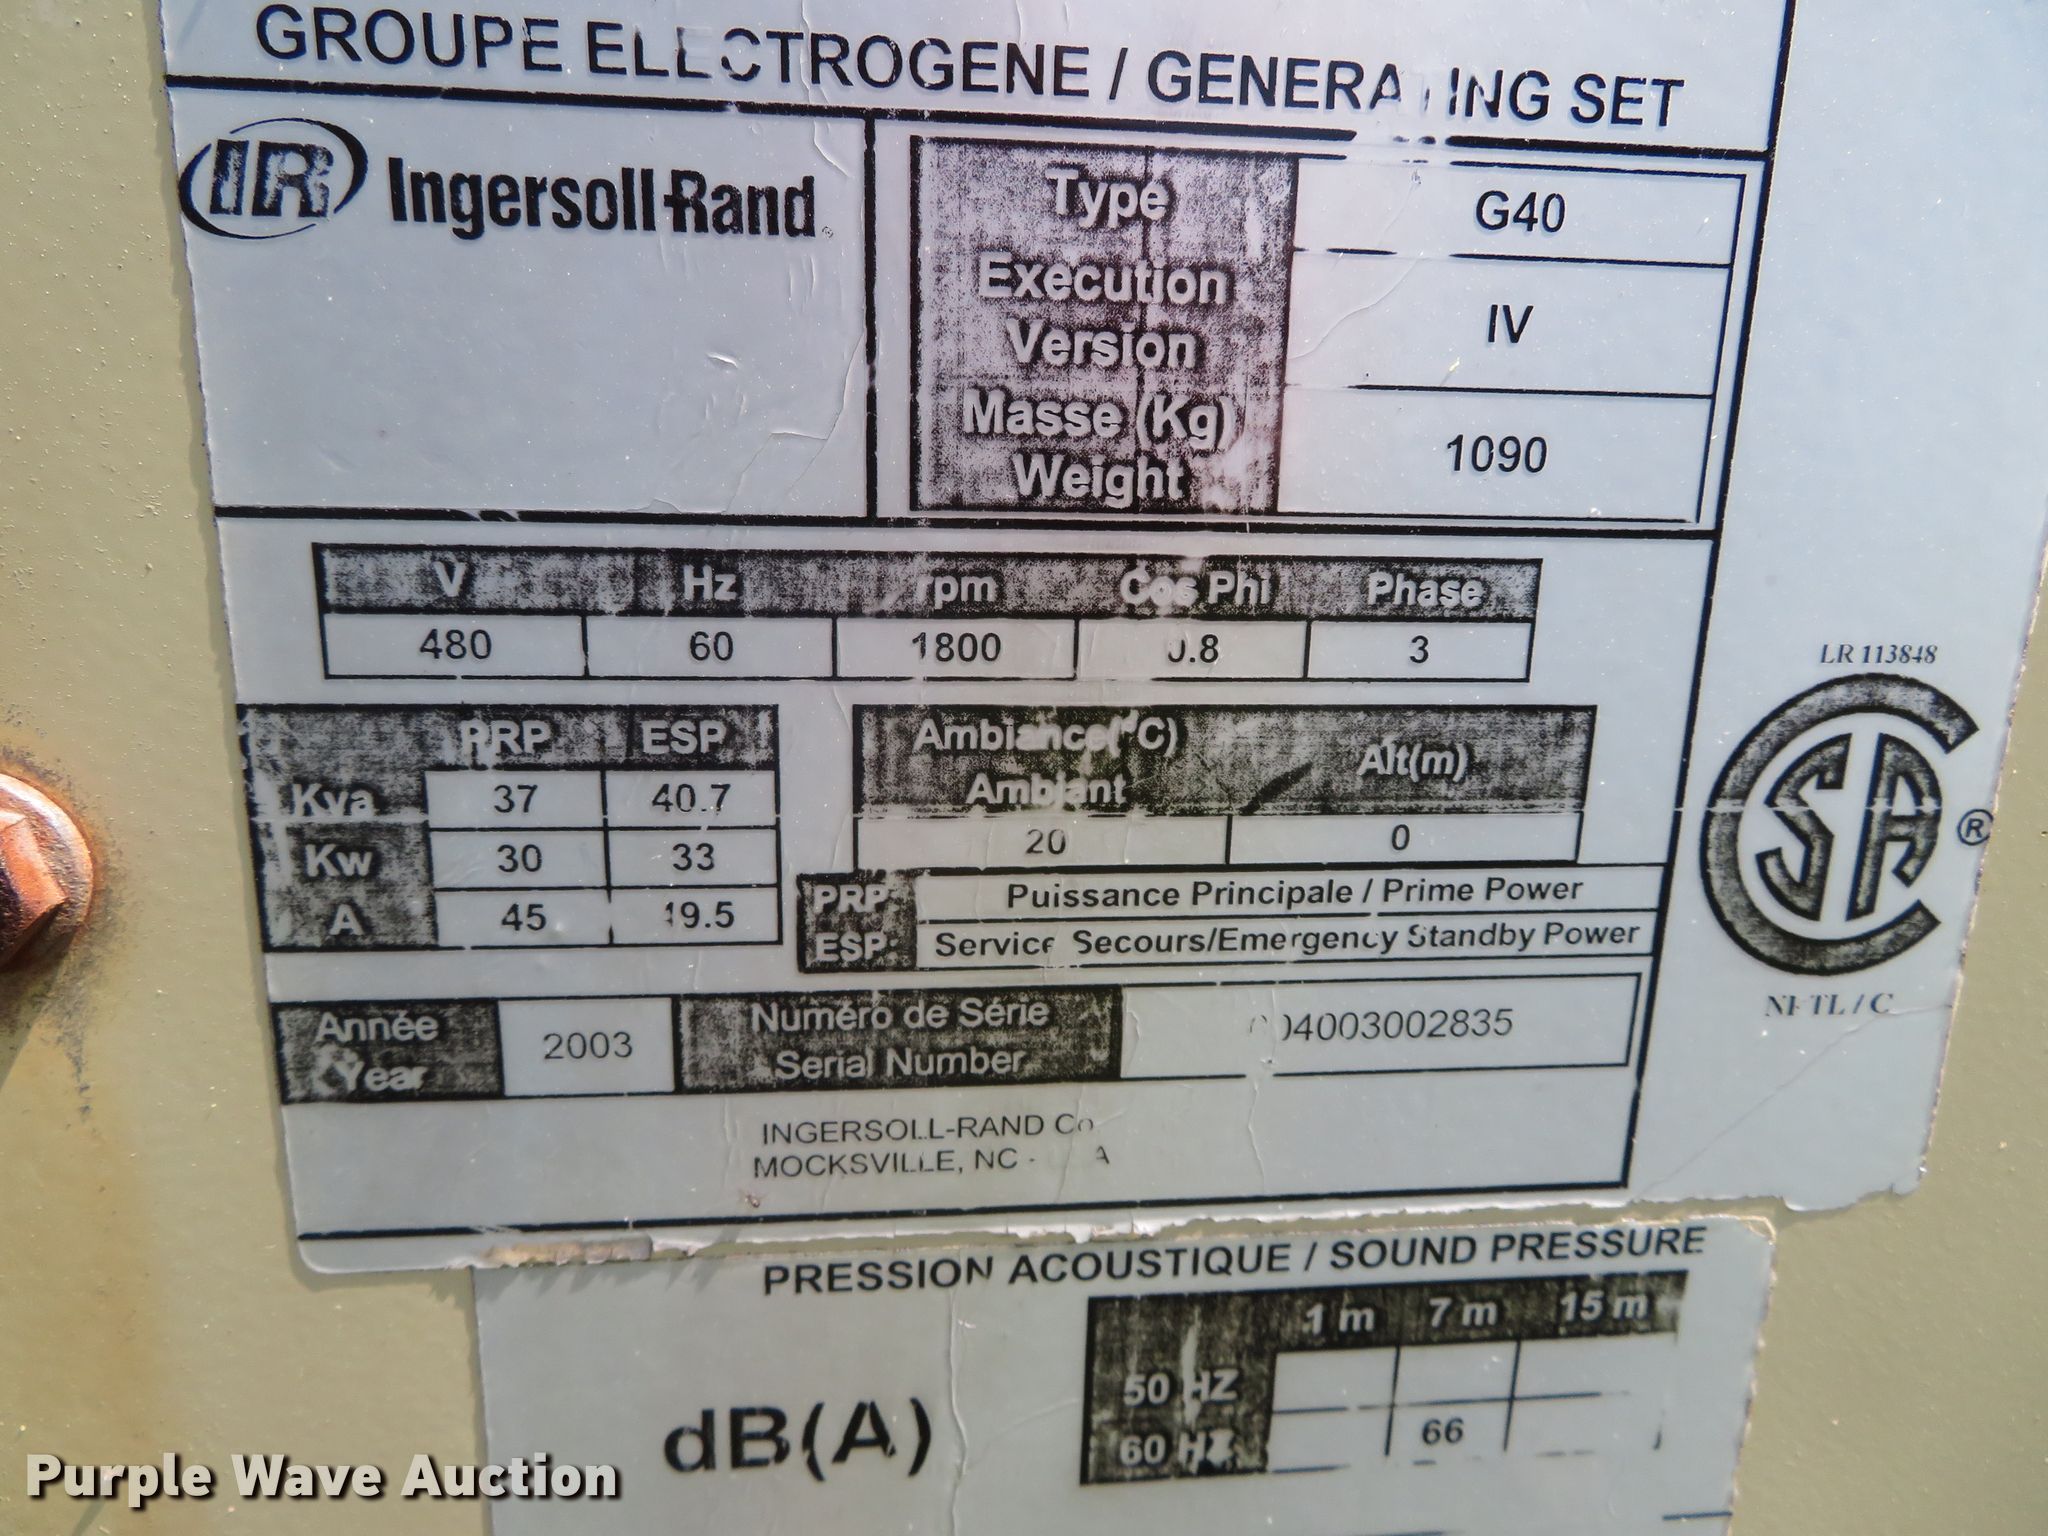 GROUPE ELECTROGENE / GENERATING SET
IR Ingersoll-Rand
Type G40
Execution Version IV
Masse (Kg) Weight 1090
V Hz rpm Cos Phi Phase
480 60 1800 0.8 3
PRP ESP
Kva 37 40.7
Kw 30 33
A 45 49.5
Ambiance(°C) Ambiant Alt(m)
20 0
PRP: Puissance Principale / Prime Power
ESP: Service Secours/Emergency Standby Power
Année Year 2003 Numéro de Série Serial Number
INGERSOLL-RAND Co.
MOCKSVILLE, NC - USA
LR 113848
CSA ®
NRTL / C
PRESSION ACOUSTIQUE / SOUND PRESSURE
dB(A)
1 m 7 m 15 m
50 HZ
60 HZ 66
Purple Wave Auction